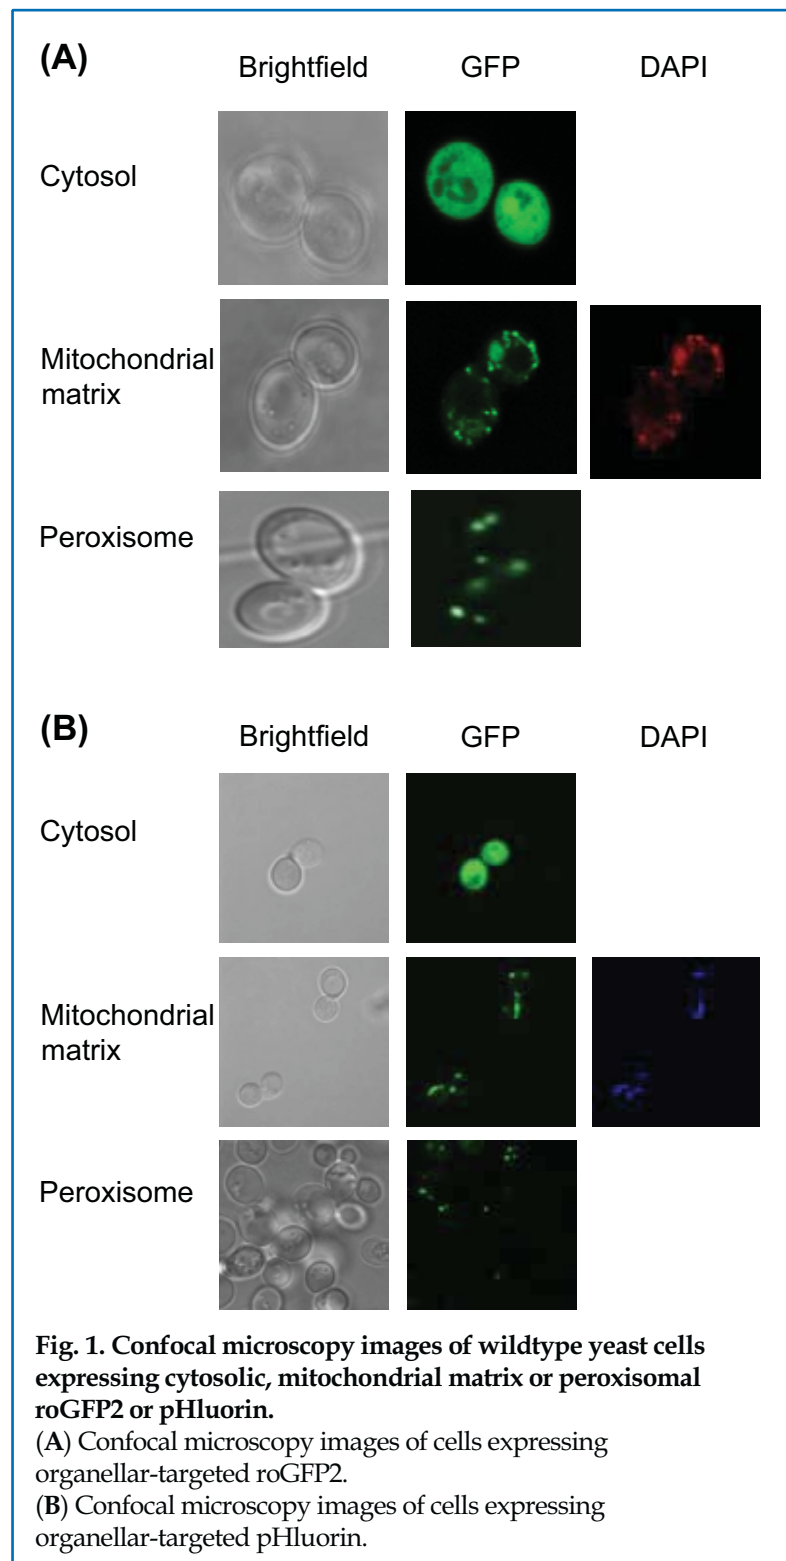 (A)
Brightfield GFP DAPI
Cytosol
Mitochondrial
matrix
Peroxisome
(B)
Brightfield GFP DAPI
Cytosol
Mitochondrial
matrix
Peroxisome
Fig. 1. Confocal microscopy images of wildtype yeast cells
expressing cytosolic, mitochondrial matrix or peroxisomal
roGFP2 or pHluorin.
(A) Confocal microscopy images of cells expressing
organellar-targeted roGFP2.
(B) Confocal microscopy images of cells expressing
organellar-targeted pHluorin.